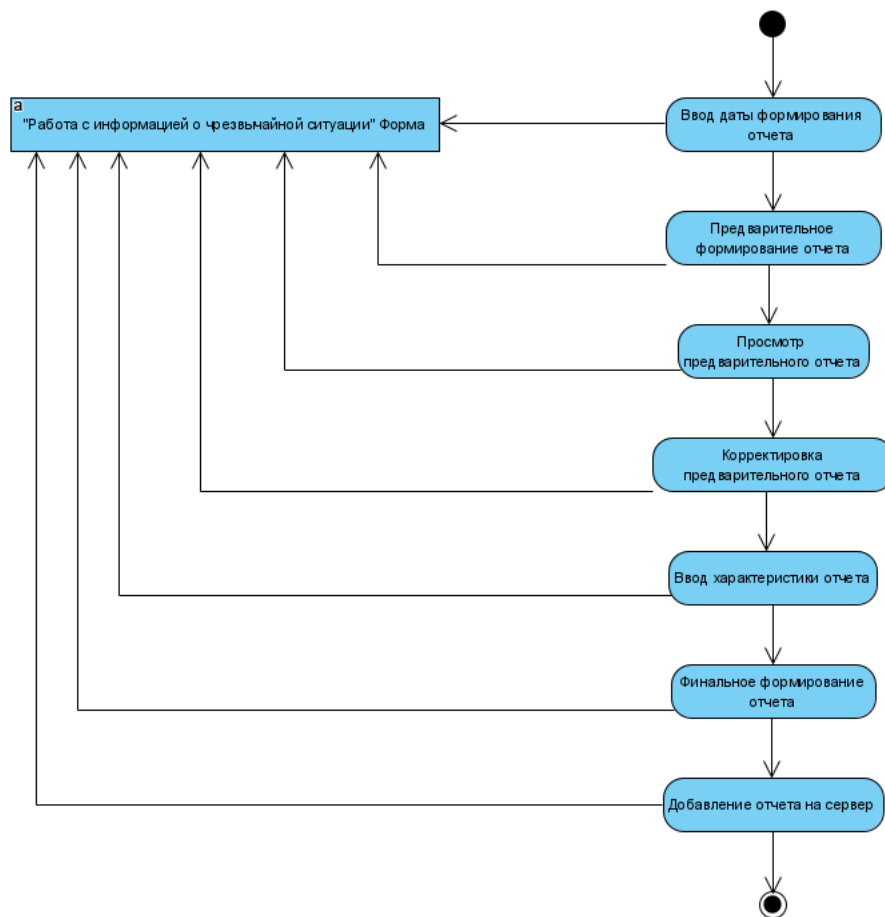 a
"Работа с информацией о чрезвычайной ситуации" Форма
Ввод даты формирования
отчета
Предварительное
формирование отчета
Просмотр
предварительного отчета
Корректировка
предварительного отчета
Ввод характеристики отчета
Финальное формирование
отчета
Добавление отчета на сервер